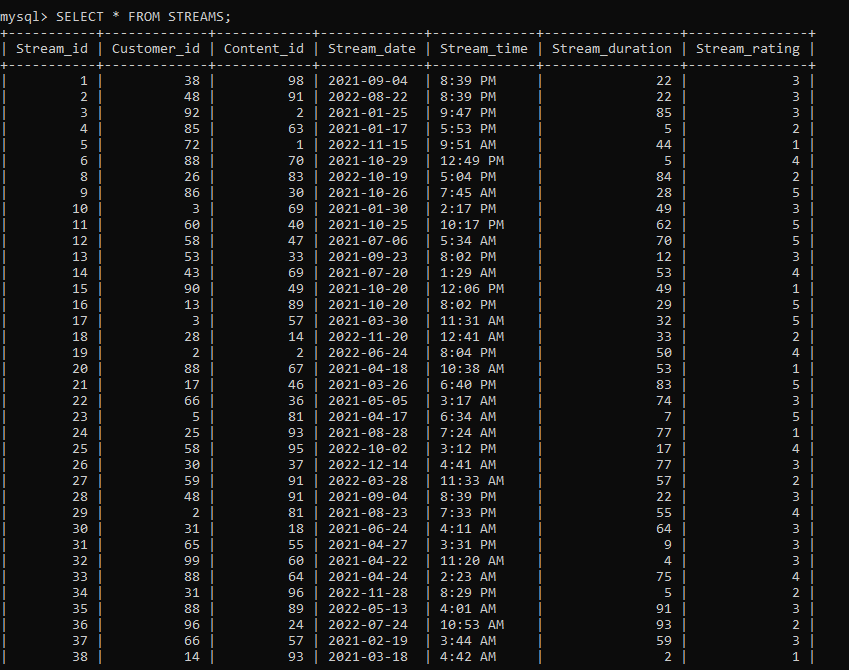 mysql> SELECT * FROM STREAMS;
+-----------+-------------+------------+-------------+-------------+-----------------+---------------+
| Stream_id | Customer_id | Content_id | Stream_date | Stream_time | Stream_duration | Stream_rating |
+-----------+-------------+------------+-------------+-------------+-----------------+---------------+
| 1 | 38 | 98 | 2021-09-04 | 8:39 PM | 22 | 3 |
| 2 | 48 | 91 | 2022-08-22 | 8:39 PM | 22 | 3 |
| 3 | 92 | 2 | 2021-01-25 | 9:47 PM | 85 | 3 |
| 4 | 85 | 63 | 2021-01-17 | 5:53 PM | 5 | 2 |
| 5 | 72 | 1 | 2022-11-15 | 9:51 AM | 44 | 1 |
| 6 | 88 | 70 | 2021-10-29 | 12:49 PM | 5 | 4 |
| 8 | 26 | 83 | 2022-10-19 | 5:04 PM | 84 | 2 |
| 9 | 86 | 30 | 2021-10-26 | 7:45 AM | 28 | 5 |
| 10 | 3 | 69 | 2021-01-30 | 2:17 PM | 49 | 3 |
| 11 | 60 | 40 | 2021-10-25 | 10:17 PM | 62 | 5 |
| 12 | 58 | 47 | 2021-07-06 | 5:34 AM | 70 | 5 |
| 13 | 53 | 33 | 2021-09-23 | 8:02 PM | 12 | 3 |
| 14 | 43 | 69 | 2021-07-20 | 1:29 AM | 53 | 4 |
| 15 | 90 | 49 | 2021-10-20 | 12:06 PM | 49 | 1 |
| 16 | 13 | 89 | 2021-10-20 | 8:02 PM | 29 | 5 |
| 17 | 3 | 57 | 2021-03-30 | 11:31 AM | 32 | 5 |
| 18 | 28 | 14 | 2022-11-20 | 12:41 AM | 33 | 2 |
| 19 | 2 | 2 | 2022-06-24 | 8:04 PM | 50 | 4 |
| 20 | 88 | 67 | 2021-04-18 | 10:38 AM | 53 | 1 |
| 21 | 17 | 46 | 2021-03-26 | 6:40 PM | 83 | 5 |
| 22 | 66 | 36 | 2021-05-05 | 3:17 AM | 74 | 3 |
| 23 | 5 | 81 | 2021-04-17 | 6:34 AM | 7 | 5 |
| 24 | 25 | 93 | 2021-08-28 | 7:24 AM | 77 | 1 |
| 25 | 58 | 95 | 2022-10-02 | 3:12 PM | 17 | 4 |
| 26 | 30 | 37 | 2022-12-14 | 4:41 AM | 77 | 3 |
| 27 | 59 | 91 | 2022-03-28 | 11:33 AM | 57 | 2 |
| 28 | 48 | 91 | 2021-09-04 | 8:39 PM | 22 | 3 |
| 29 | 2 | 81 | 2021-08-23 | 7:33 PM | 55 | 4 |
| 30 | 31 | 18 | 2021-06-24 | 4:11 AM | 64 | 3 |
| 31 | 65 | 55 | 2021-04-27 | 3:31 PM | 9 | 3 |
| 32 | 99 | 60 | 2021-04-22 | 11:20 AM | 4 | 3 |
| 33 | 88 | 64 | 2021-04-24 | 2:23 AM | 75 | 4 |
| 34 | 31 | 96 | 2022-11-28 | 8:29 PM | 5 | 2 |
| 35 | 88 | 89 | 2022-05-13 | 4:01 AM | 91 | 3 |
| 36 | 96 | 24 | 2022-07-24 | 10:53 AM | 93 | 2 |
| 37 | 66 | 57 | 2021-02-19 | 3:44 AM | 59 | 3 |
| 38 | 14 | 93 | 2021-03-18 | 4:42 AM | 2 | 1 |